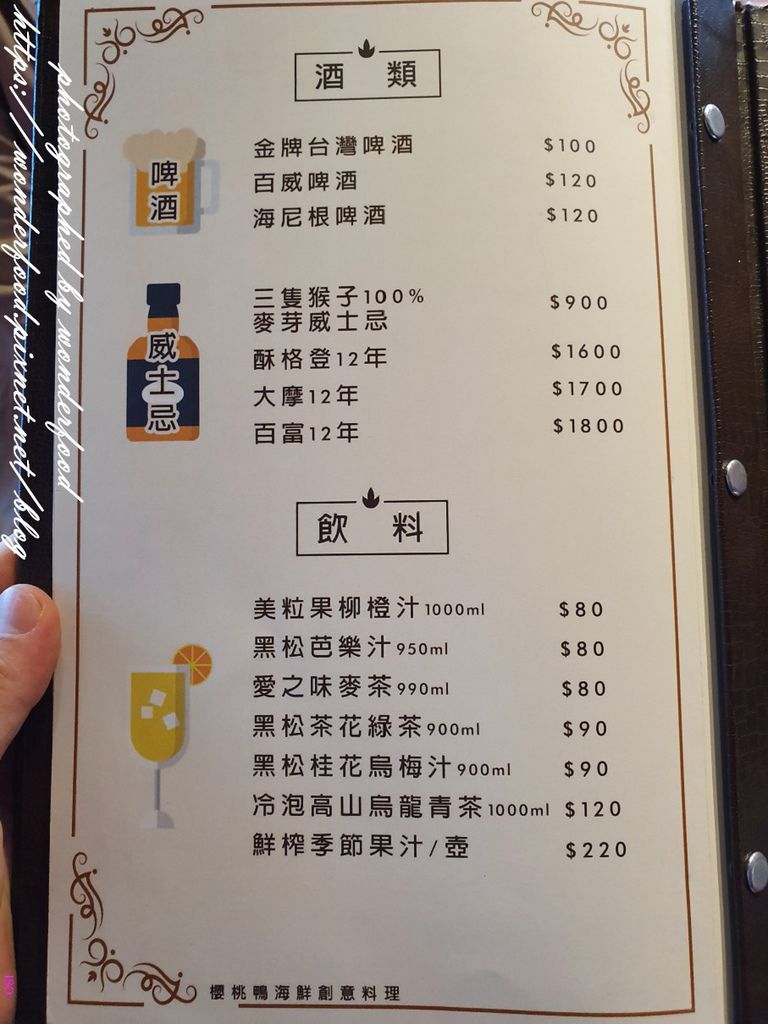 酒 類
啤酒
金牌台灣啤酒 $100
百威啤酒 $120
海尼根啤酒 $120
威士忌
三隻猴子100% $900
麥芽威士忌
酥格登12年 $1600
大摩12年 $1700
百富12年 $1800
飲 料
美粒果柳橙汁1000ml $80
黑松芭樂汁950ml $80
愛之味麥茶990ml $80
黑松茶花綠茶900ml $90
黑松桂花烏梅汁900ml $90
冷泡高山烏龍青茶1000ml $120
鮮榨季節果汁/壺 $220
櫻桃鴨海鮮創意料理
photographed by wonderfood
https://wonderfood.pixnet.net/blog